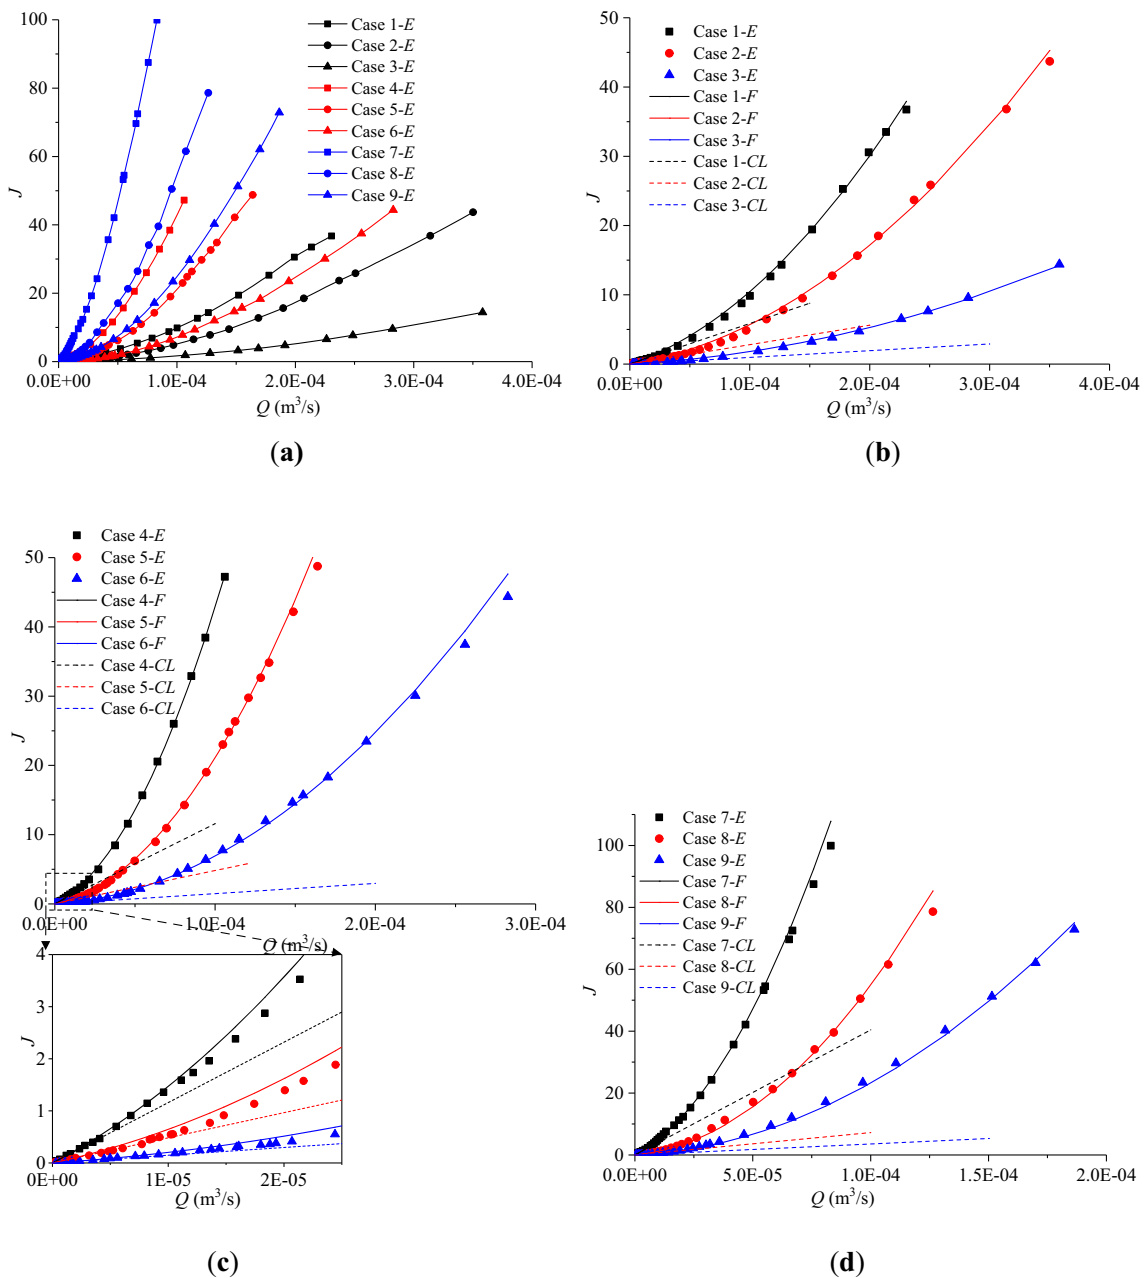 100
80
60
40
20
0
J
0.0E+00
1.0E-04
2.0E-04
3.0E-04
4.0E-04
Q (m³/s)
Case 1-E
Case 2-E
Case 3-E
Case 4-E
Case 5-E
Case 6-E
Case 7-E
Case 8-E
Case 9-E
(a)
50
40
30
20
10
0
J
0.0E+00
1.0E-04
2.0E-04
3.0E-04
4.0E-04
Q (m³/s)
Case 1-E
Case 2-E
Case 3-E
Case 1-F
Case 2-F
Case 3-F
Case 1-CL
Case 2-CL
Case 3-CL
(b)
Case 4-E
Case 5-E
Case 6-E
Case 4-F
Case 5-F
Case 6-F
Case 4-CL
Case 5-CL
Case 6-CL
50
40
30
20
10
0
J
0.0E+00
1.0E-04
2.0E-04
3.0E-04
Q (m³/s)
4
3
2
1
0
J
0E+00
1E-05
2E-05
Q (m³/s)
(c)
Case 7-E
Case 8-E
Case 9-E
Case 7-F
Case 8-F
Case 9-F
Case 7-CL
Case 8-CL
Case 9-CL
100
80
60
40
20
0
J
0.0E+00
5.0E-05
1.0E-04
1.5E-04
2.0E-04
Q (m³/s)
(d)